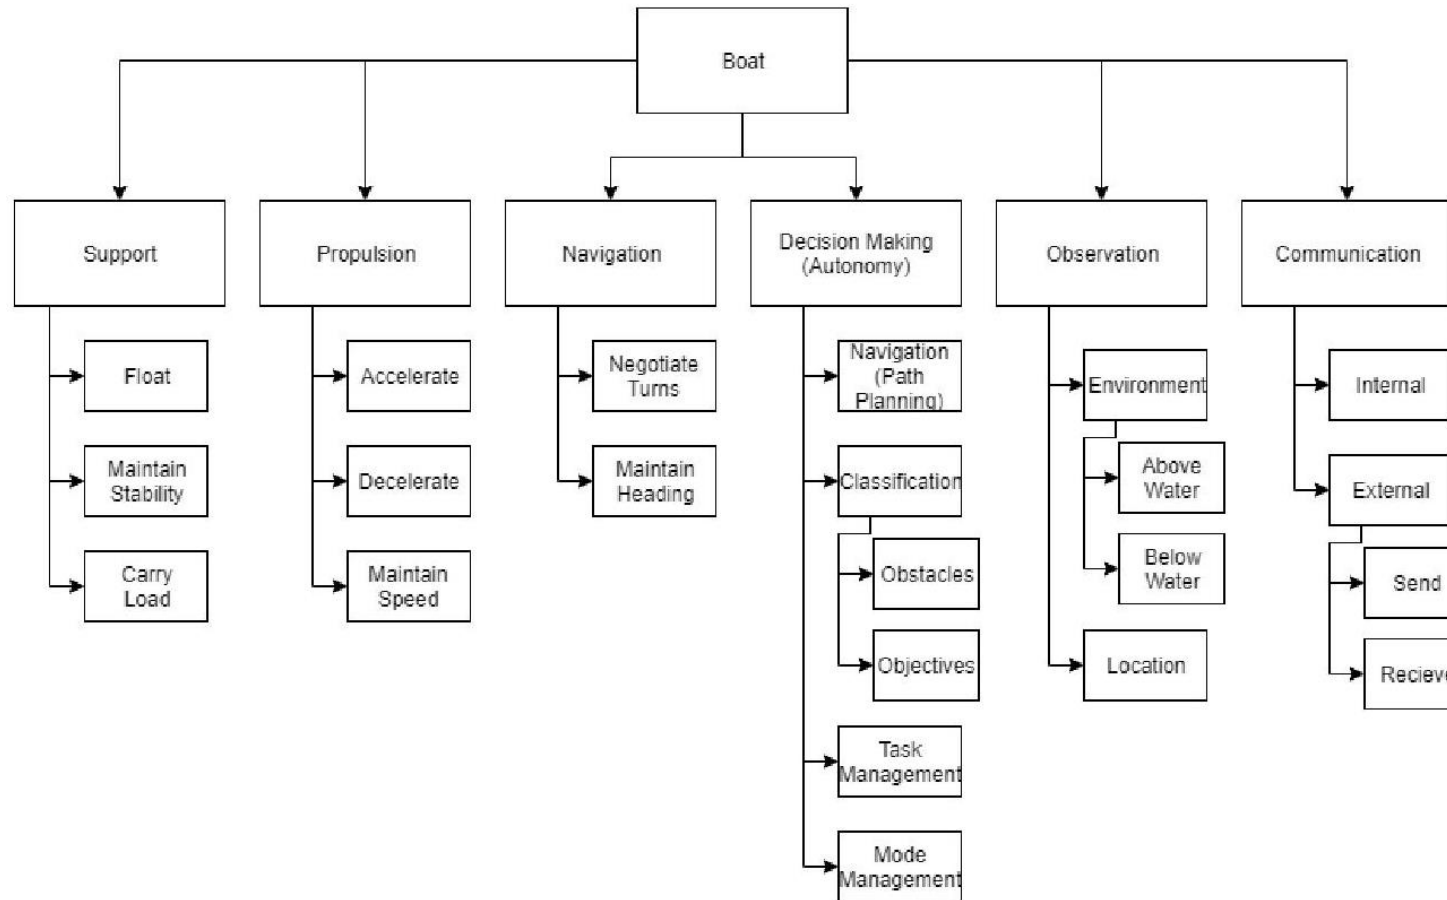 Boat
Support
Propulsion
Navigation
Decision Making
(Autonomy)
Observation
Communication
Float
Maintain
Stability
Carry
Load
Accelerate
Decelerate
Maintain
Speed
Negotiate
Turns
Maintain
Heading
Navigation
(Path
Planning)
Classification
Obstacles
Objectives
Task
Management
Mode
Management
Environment
Above
Water
Below
Water
Location
Internal
External
Send
Recieve